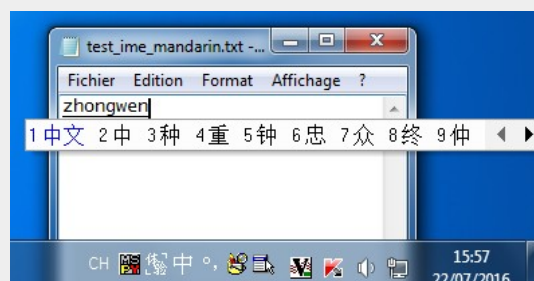 test_ime_mandarin.txt -...
Fichier Edition Format Affichage ?
zhongwen
1中文 2中 3种 4重 5钟 6忠 7众 8终 9仲
CH 中 °,
15:57
22/07/2016